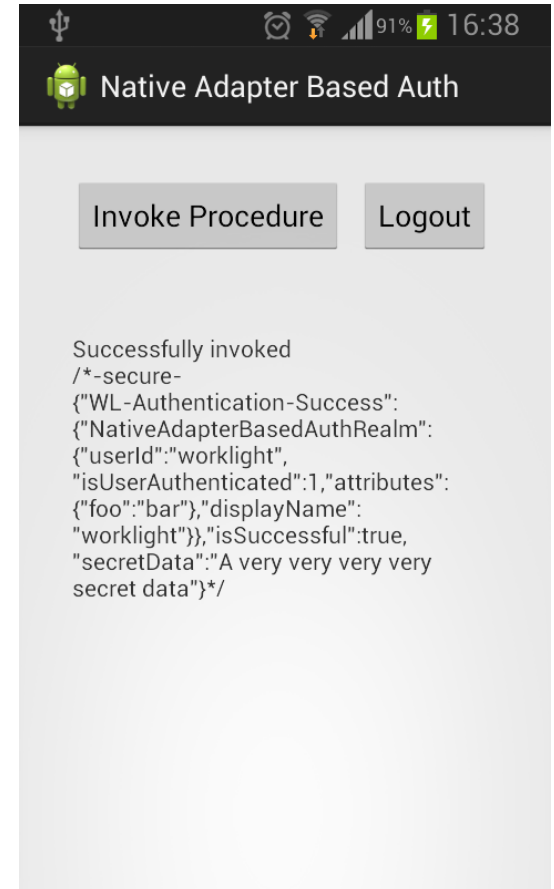 91% 16:38
Native Adapter Based Auth
Invoke Procedure Logout
Successfully invoked
/*-secure-
{"WL-Authentication-Success":
{"NativeAdapterBasedAuthRealm":
{"userId":"worklight",
"isUserAuthenticated":1,"attributes":
{"foo":"bar"},"displayName":
"worklight"}},"isSuccessful":true,
"secretData":"A very very very very
secret data"}*/